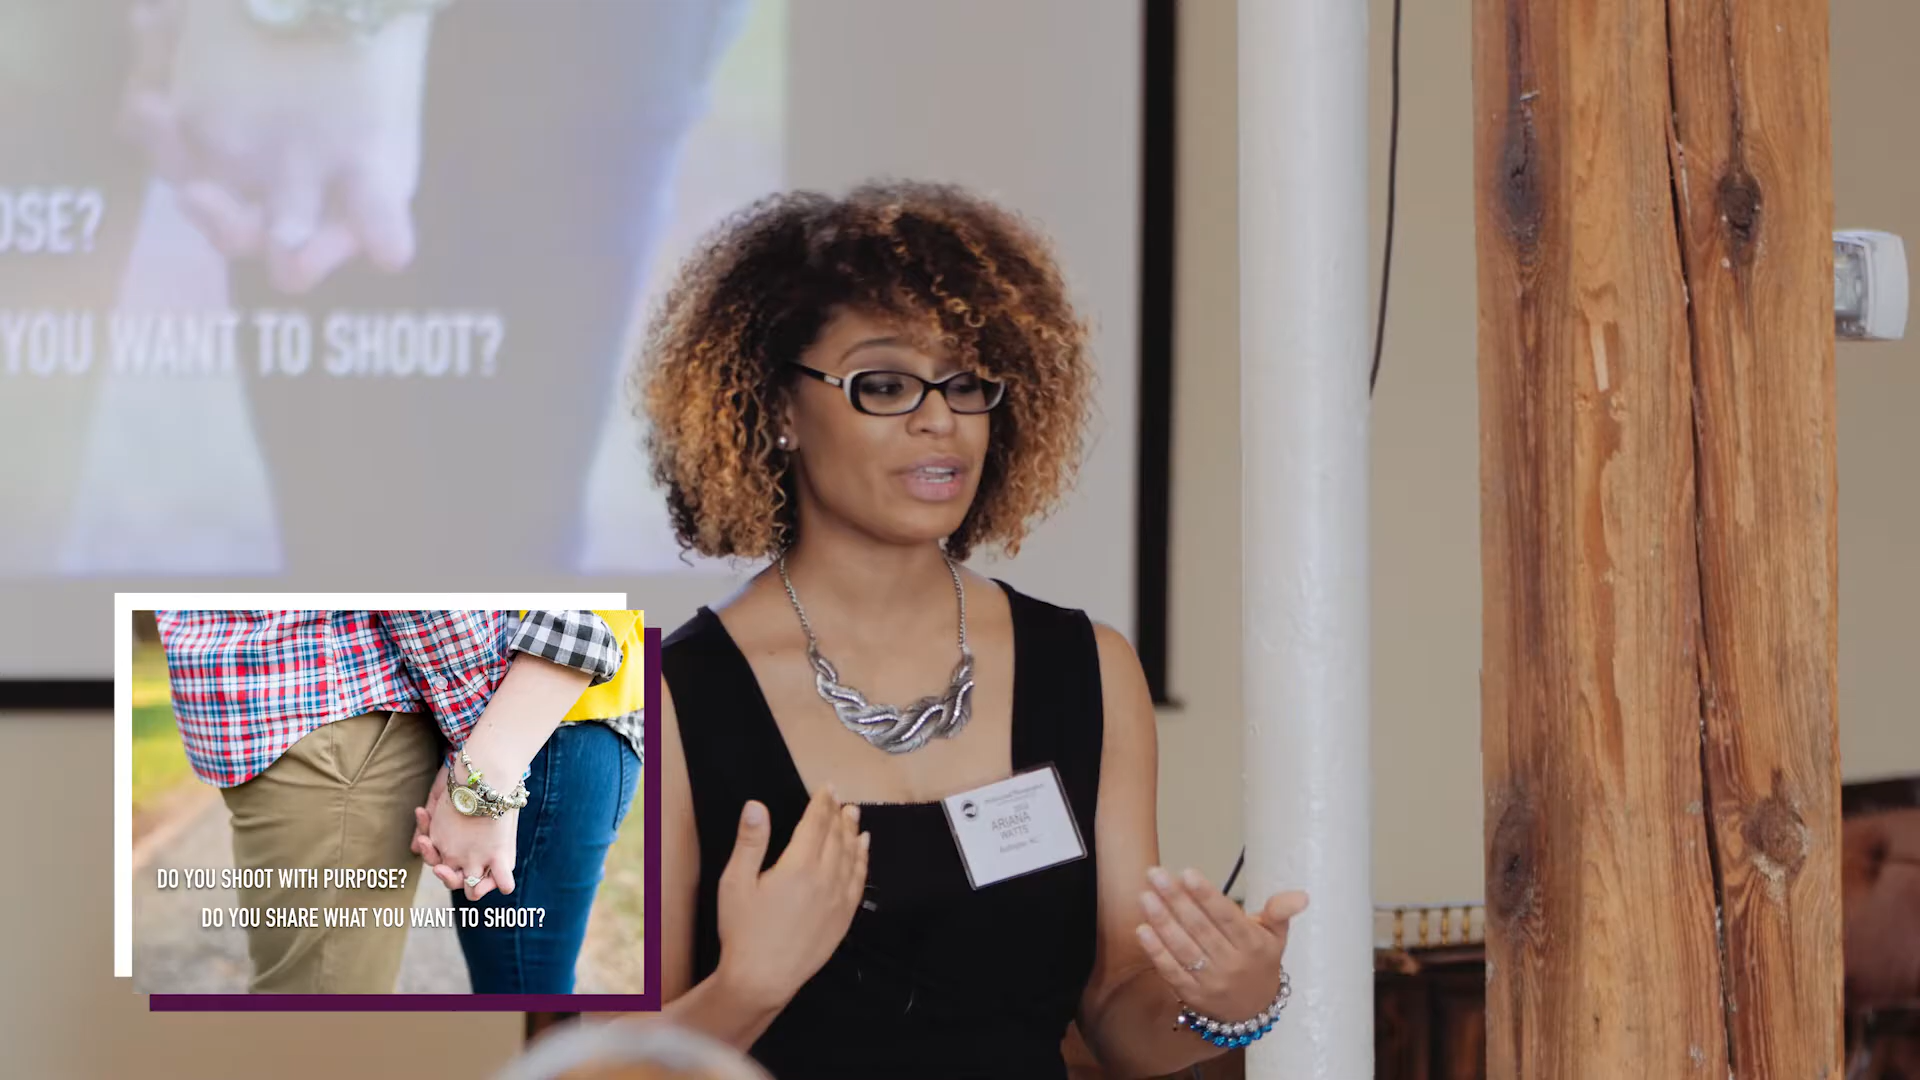 OSE?
YOU WANT TO SHOOT?
DO YOU SHOOT WITH PURPOSE?
DO YOU SHARE WHAT YOU WANT TO SHOOT?
ARIANA
WATTS